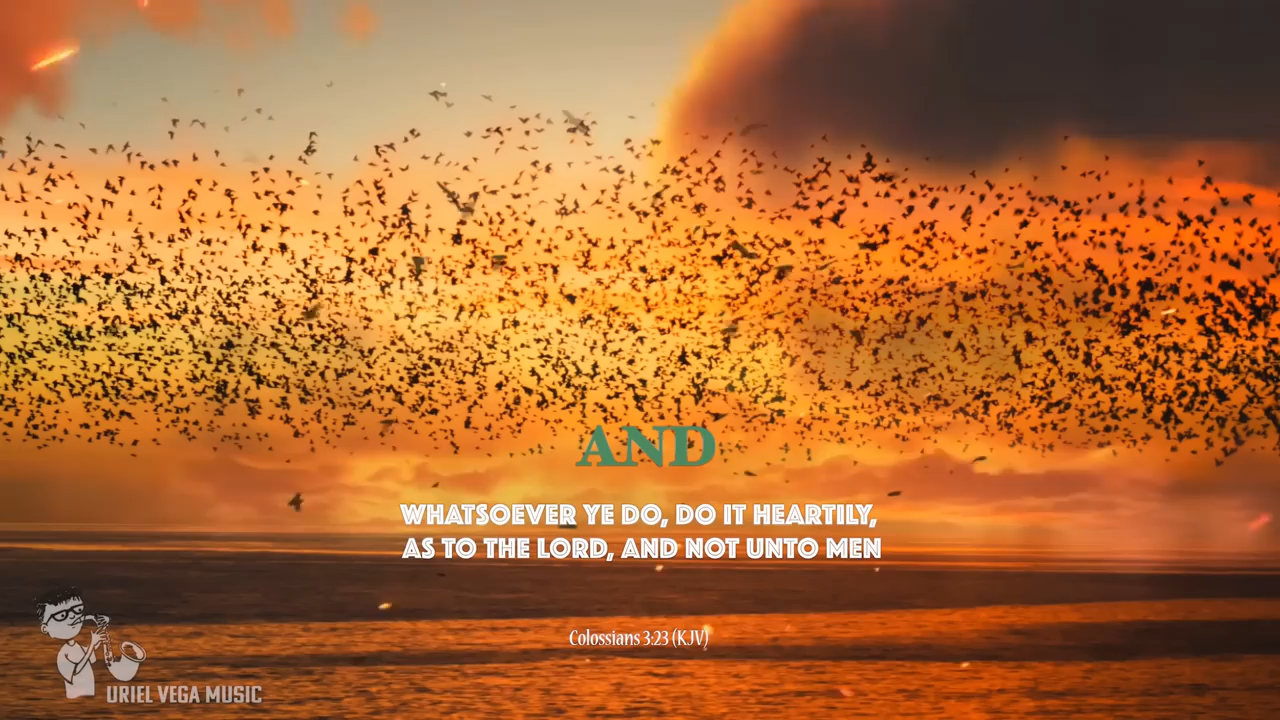 AND
WHATSOEVER YE DO, DO IT HEARTILY,
AS TO THE LORD, AND NOT UNTO MEN
Colossians 3:23 (KJV)
URIEL VEGA MUSIC